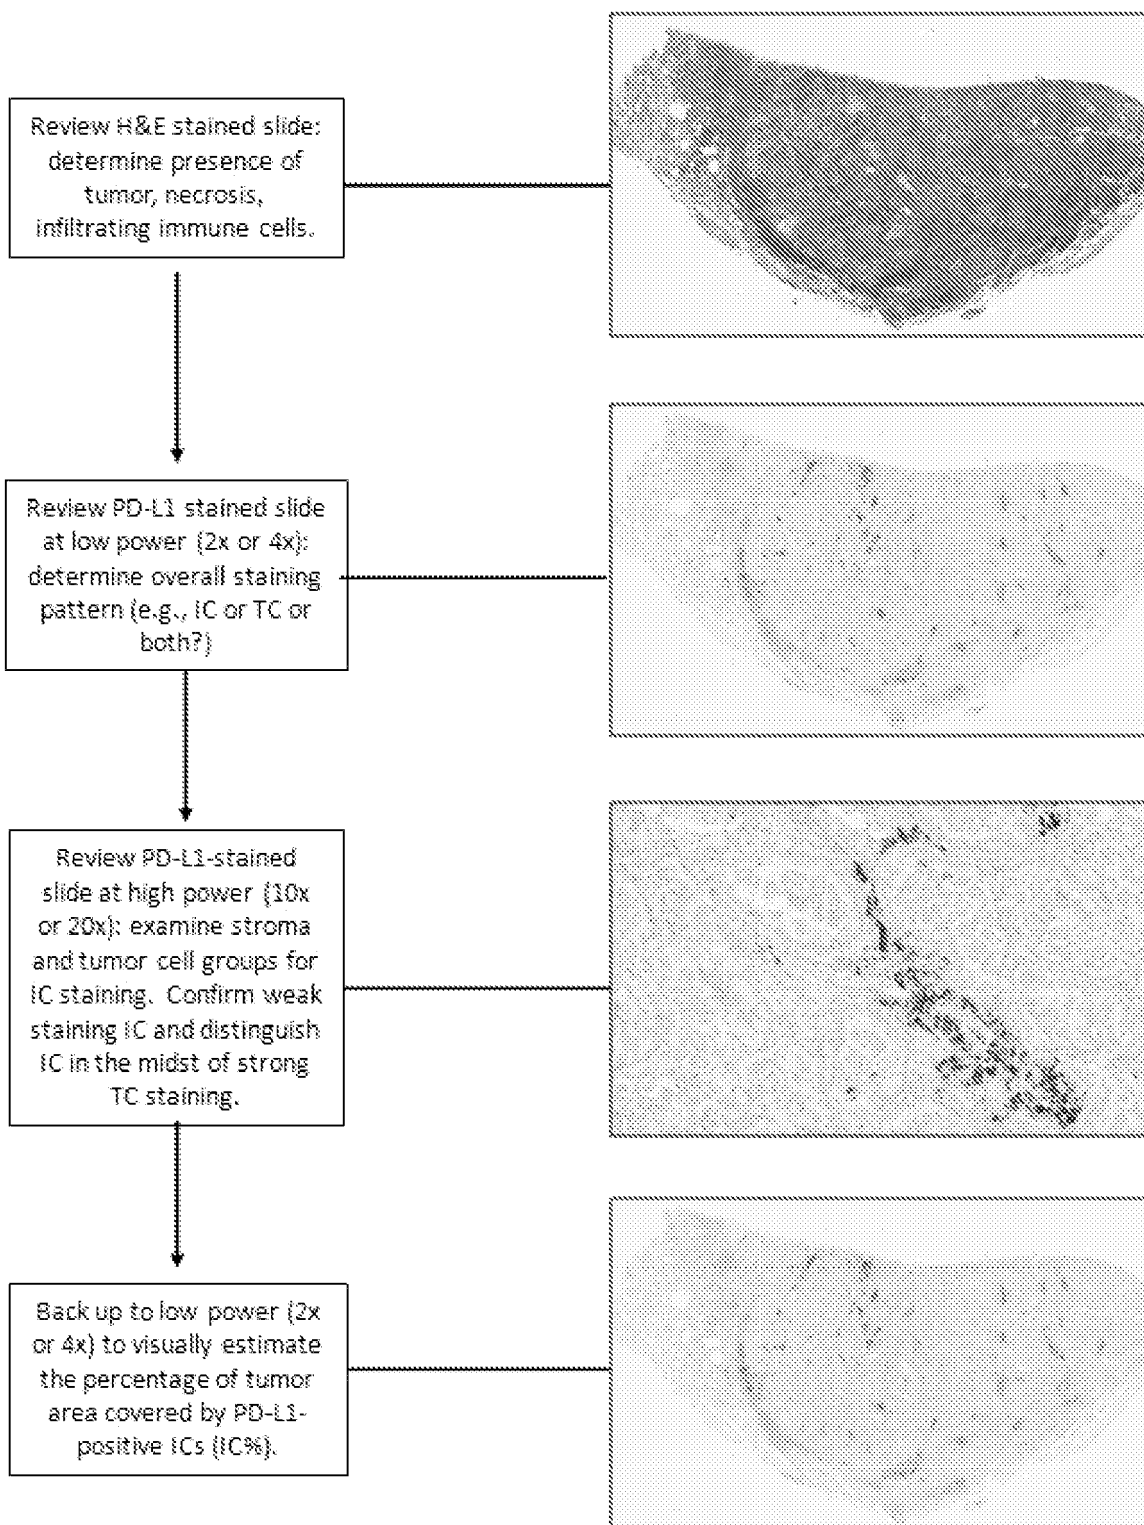 Review H&E stained slide:
determine presence of
tumor, necrosis,
infiltrating immune cells.
Review PD-L1 stained slide
at low power (2x or 4x):
determine overall staining
pattern (e.g., IC or TC or
both?)
Review PD-L1-stained
slide at high power (10x
or 20x): examine stroma
and tumor cell groups for
IC staining. Confirm weak
staining IC and distinguish
IC in the midst of strong
TC staining.
Back up to low power (2x
or 4x) to visually estimate
the percentage of tumor
area covered by PD-L1-
positive ICs (IC%).